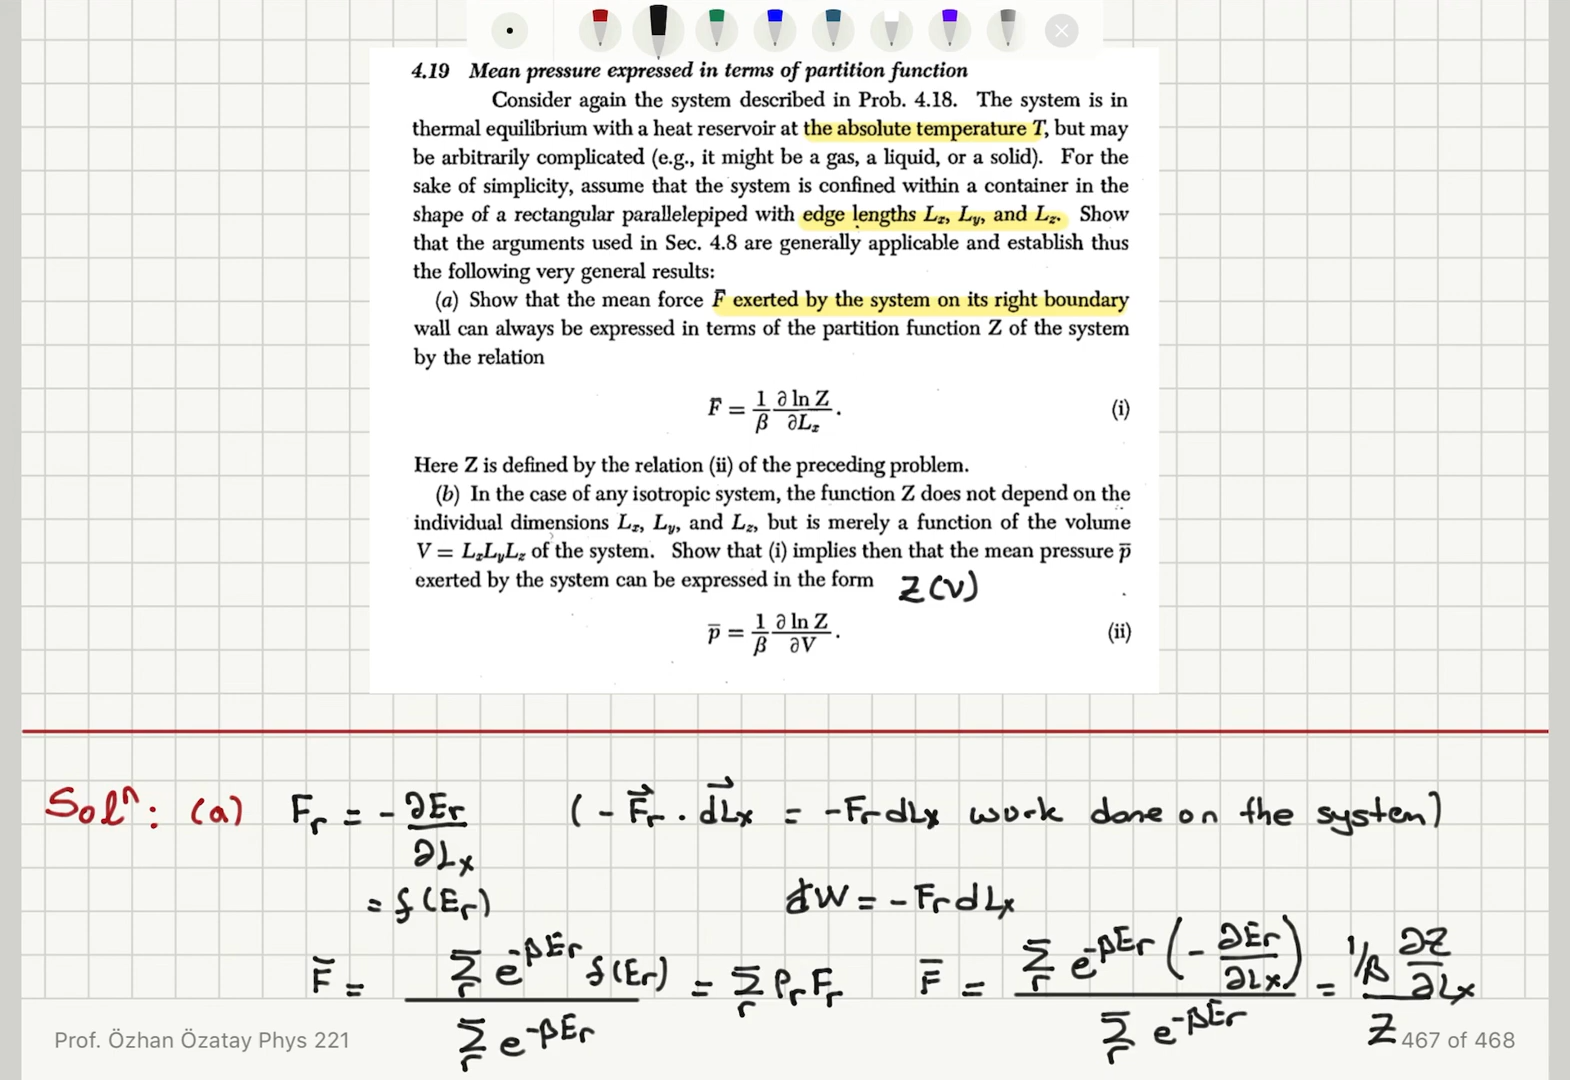 4.19 Mean pressure expressed in terms of partition function
Consider again the system described in Prob. 4.18. The system is in
thermal equilibrium with a heat reservoir at the absolute temperature T, but may
be arbitrarily complicated (e.g., it might be a gas, a liquid, or a solid). For the
sake of simplicity, assume that the system is confined within a container in the
shape of a rectangular parallelepiped with edge lengths Lₓ, L_y, and L_z. Show
that the arguments used in Sec. 4.8 are generally applicable and establish thus
the following very general results:
(a) Show that the mean force F̄ exerted by the system on its right boundary
wall can always be expressed in terms of the partition function Z of the system
by the relation
F̄ = 1/β ∂ ln Z/∂Lₓ. (i)
Here Z is defined by the relation (ii) of the preceding problem.
(b) In the case of any isotropic system, the function Z does not depend on the
individual dimensions Lₓ, L_y, and L_z, but is merely a function of the volume
V = LₓL_yL_z of the system. Show that (i) implies then that the mean pressure p̄
exerted by the system can be expressed in the form Z(V)
p̄ = 1/β ∂ ln Z/∂V. (ii)
Solⁿ: (a) Fᵣ = - ∂Eᵣ/∂Lₓ (- F⃗ᵣ · dL⃗ₓ = -Fᵣ dLₓ work done on the system)
= f(Eᵣ) đW = -Fᵣ dLₓ
F̄ = Σᵣ e^{-βEᵣ} f(Eᵣ) / Σᵣ e^{-βEᵣ} = Σᵣ Pᵣ Fᵣ F̄ = Σᵣ e^{-βEᵣ} (- ∂Eᵣ/∂Lₓ) / Σᵣ e^{-βEᵣ} = 1/β ∂Z/∂Lₓ / Z
Prof. Özhan Özatay Phys 221
467 of 468